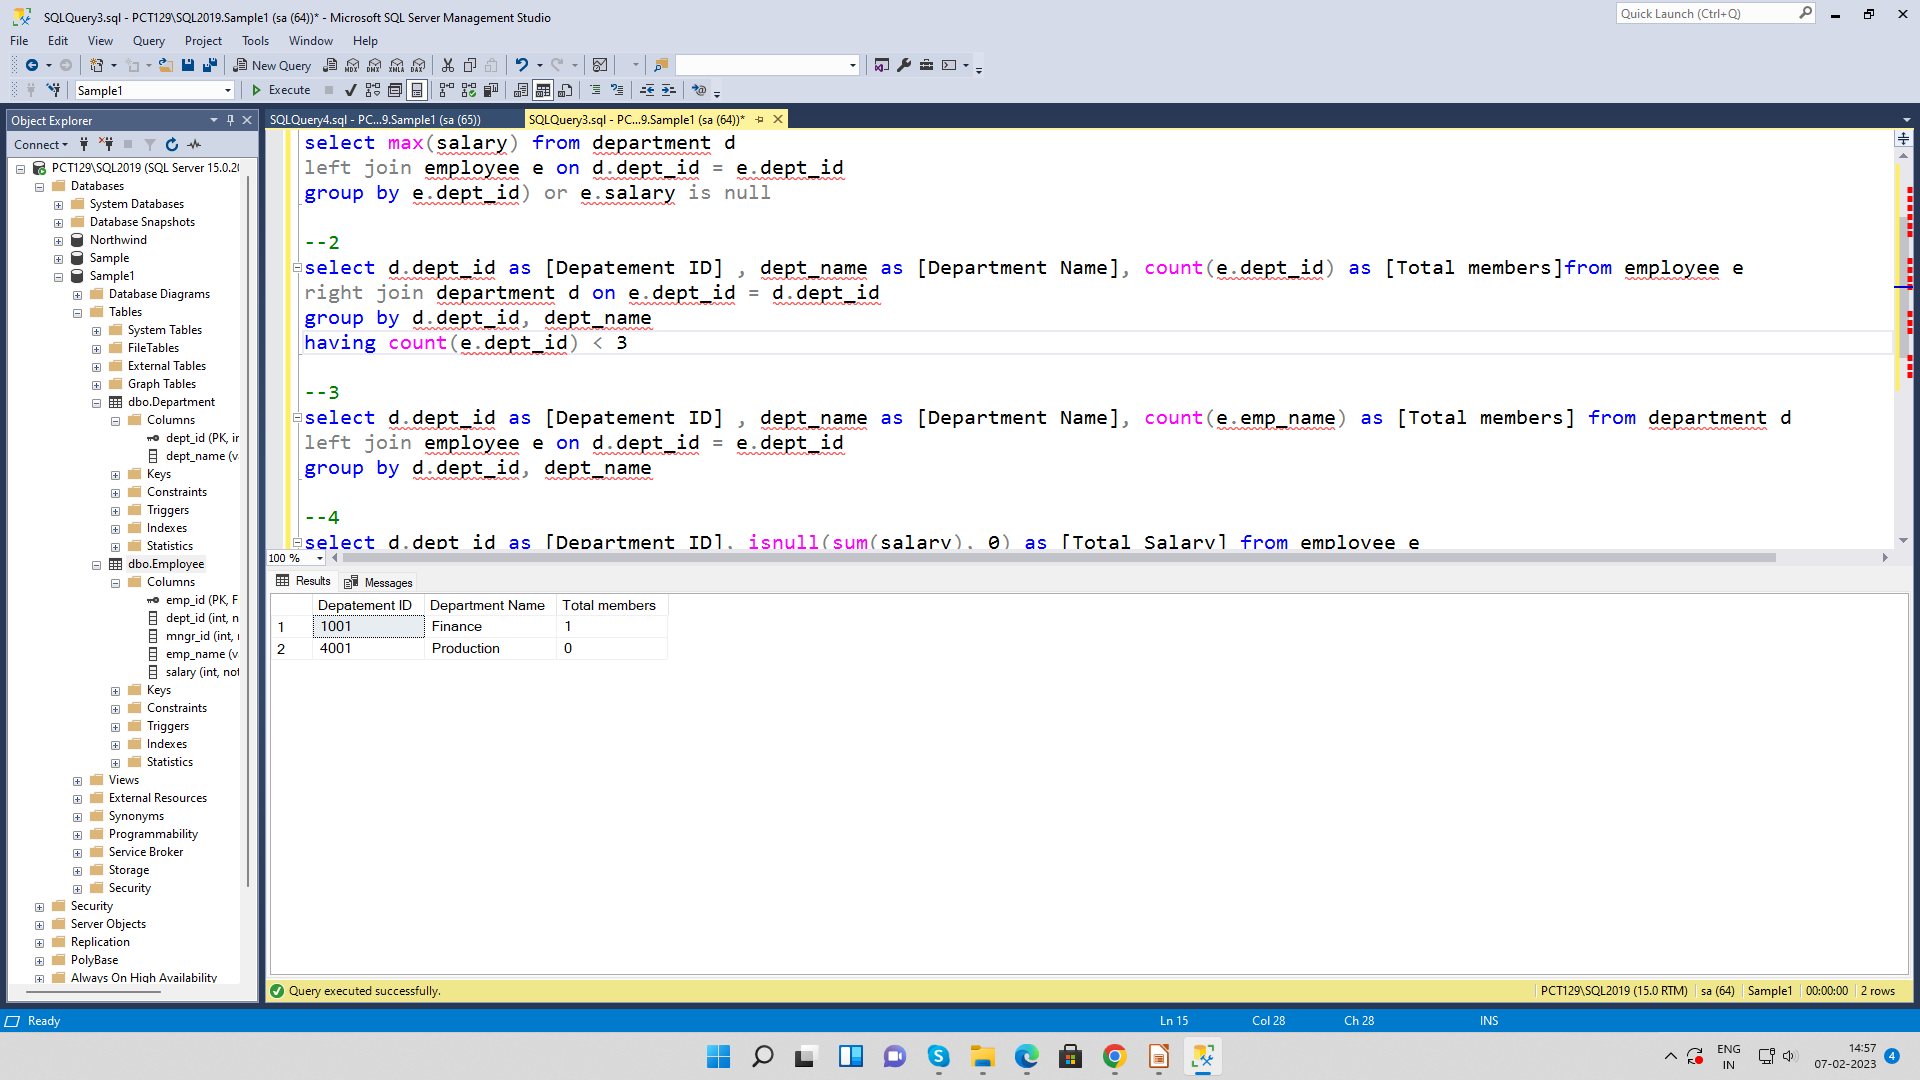 SQLQuery3.sql - PCT129\SQL2019.Sample1 (sa (64))* - Microsoft SQL Server Management Studio
Quick Launch (Ctrl+Q)
File Edit View Query Project Tools Window Help
New Query
MDX DMX XMLA DAX
Sample1
Execute
Object Explorer
Connect
PCT129\SQL2019 (SQL Server 15.0.20
Databases
System Databases
Database Snapshots
Northwind
Sample
Sample1
Database Diagrams
Tables
System Tables
FileTables
External Tables
Graph Tables
dbo.Department
Columns
dept_id (PK, in
dept_name (va
Keys
Constraints
Triggers
Indexes
Statistics
dbo.Employee
Columns
emp_id (PK, F
dept_id (int, n
mngr_id (int, n
emp_name (va
salary (int, not
Keys
Constraints
Triggers
Indexes
Statistics
Views
External Resources
Synonyms
Programmability
Service Broker
Storage
Security
Security
Server Objects
Replication
PolyBase
Always On High Availability
SQLQuery4.sql - PC...9.Sample1 (sa (65))
SQLQuery3.sql - PC...9.Sample1 (sa (64))*
select max(salary) from department d
left join employee e on d.dept_id = e.dept_id
group by e.dept_id) or e.salary is null
--2
select d.dept_id as [Depatement ID] , dept_name as [Department Name], count(e.dept_id) as [Total members]from employee e
right join department d on e.dept_id = d.dept_id
group by d.dept_id, dept_name
having count(e.dept_id) < 3
--3
select d.dept_id as [Depatement ID] , dept_name as [Department Name], count(e.emp_name) as [Total members] from department d
left join employee e on d.dept_id = e.dept_id
group by d.dept_id, dept_name
--4
select d.dept_id as [Department ID], isnull(sum(salary), 0) as [Total Salary] from employee e
100 %
Results Messages
Depatement ID Department Name Total members
1 1001 Finance 1
2 4001 Production 0
Query executed successfully.
PCT129\SQL2019 (15.0 RTM) sa (64) Sample1 00:00:00 2 rows
Ready
Ln 15 Col 28 Ch 28 INS
ENG
IN
14:57
07-02-2023
4